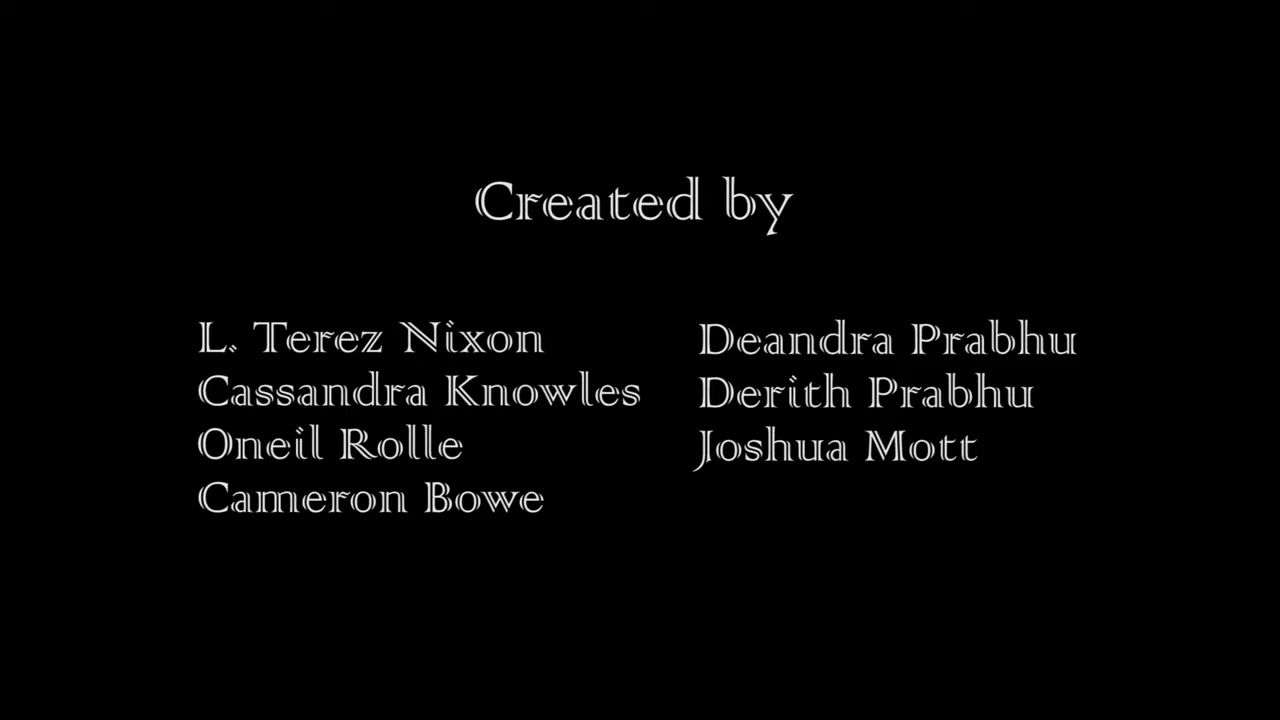 Created by
L. Terez Nixon
Cassandra Knowles
Oneil Rolle
Cameron Bowe
Deandra Prabhu
Derith Prabhu
Joshua Mott